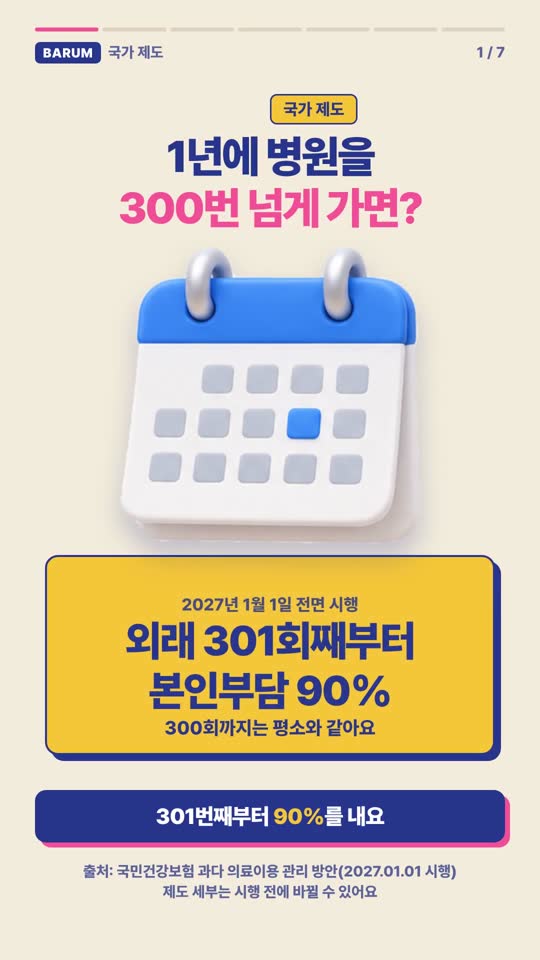 BARUM 국가 제도
1 / 7
국가 제도
1년에 병원을
300번 넘게 가면?
2027년 1월 1일 전면 시행
외래 301회째부터
본인부담 90%
300회까지는 평소와 같아요
301번째부터 90%를 내요
출처: 국민건강보험 과다 의료이용 관리 방안(2027.01.01 시행)
제도 세부는 시행 전에 바뀔 수 있어요